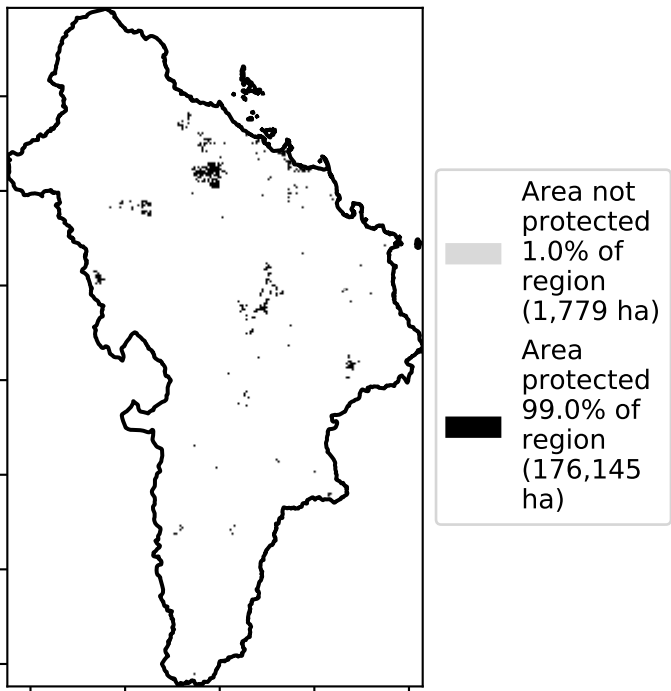 Area not
protected
1.0% of
region
(1,779 ha)
Area
protected
99.0% of
region
(176,145
ha)